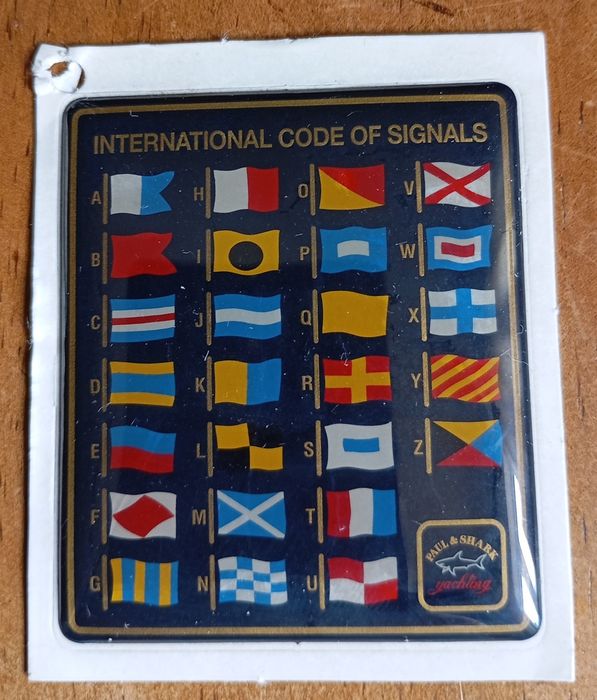 INTERNATIONAL CODE OF SIGNALS
A H O V
B I P W
C J Q X
D K R Y
E L S Z
F M T
G N U
PAUL & SHARK
yachting